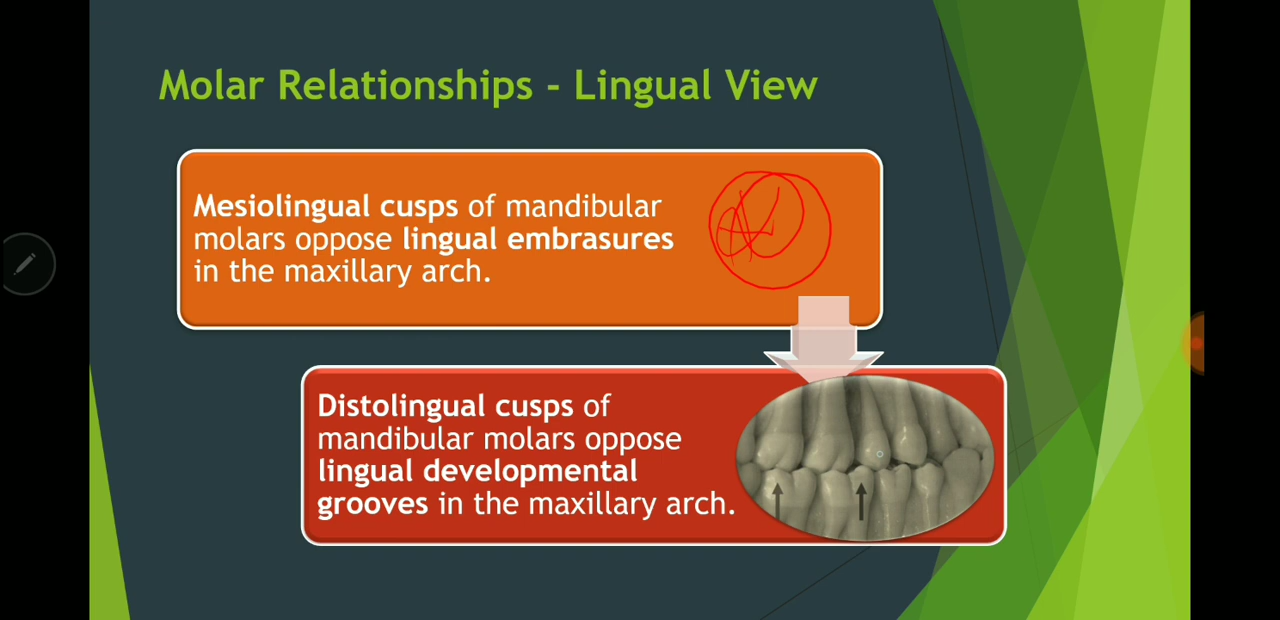 Molar Relationships - Lingual View
Mesiolingual cusps of mandibular
molars oppose lingual embrasures
in the maxillary arch.
Distolingual cusps of
mandibular molars oppose
lingual developmental
grooves in the maxillary arch.